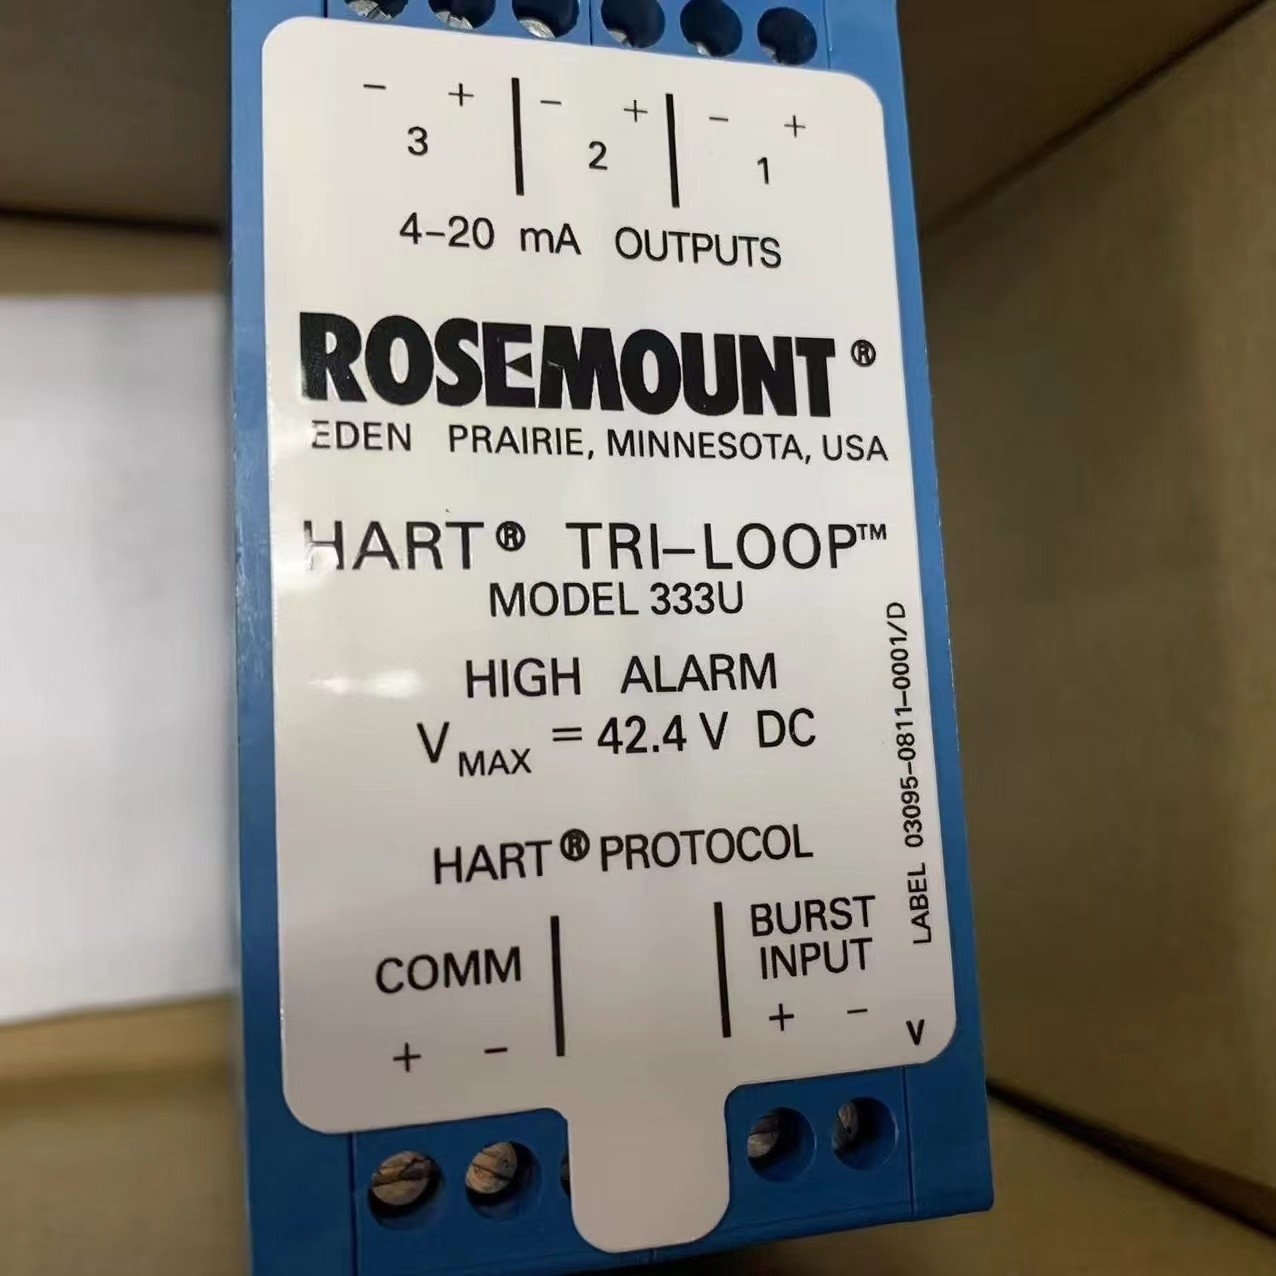 - + - + - +
3 2 1
4-20 mA OUTPUTS
ROSEMOUNT®
EDEN PRAIRIE, MINNESOTA, USA
HART® TRI-LOOP™
MODEL 333U
HIGH ALARM
VMAX = 42.4 V DC
HART® PROTOCOL
COMM
+ -
BURST
INPUT
+ -
V
LABEL 03095-0811-0001/D